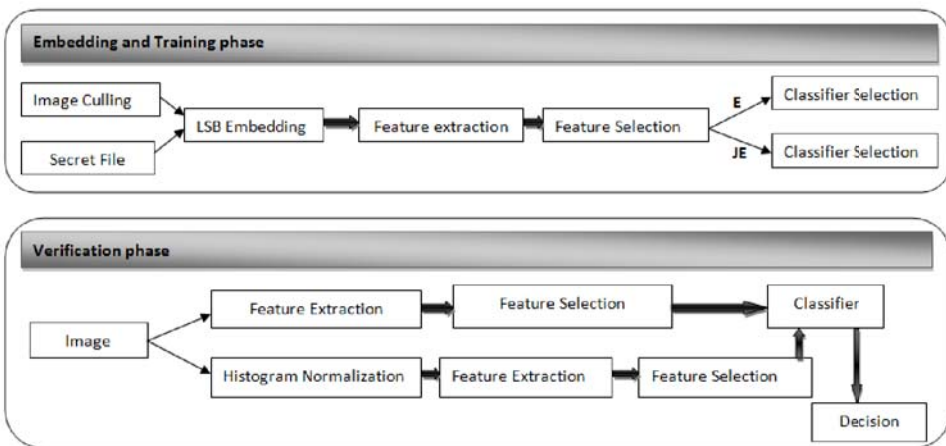 Embedding and Training phase
Image Culling
Secret File
LSB Embedding
Feature extraction
Feature Selection
E
JE
Classifier Selection
Classifier Selection
Verification phase
Image
Feature Extraction
Feature Selection
Classifier
Histogram Normalization
Feature Extraction
Feature Selection
Decision